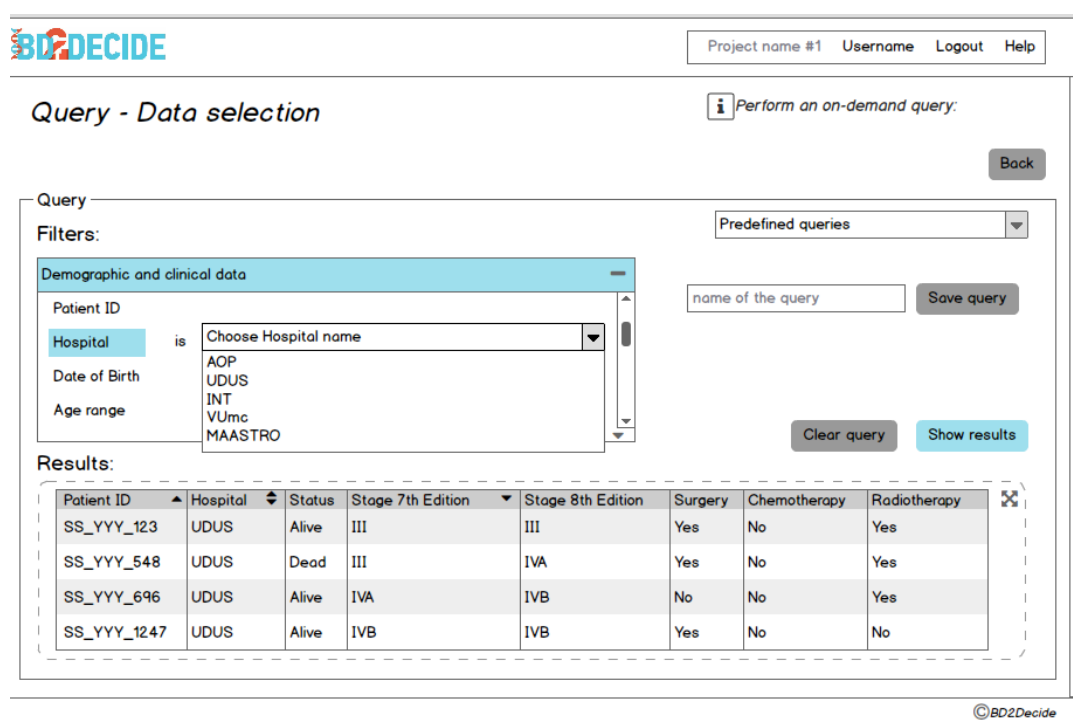 BD2DECIDE
Project name #1 Username Logout Help
Query - Data selection
i Perform an on-demand query:
Back
Query
Filters:
Predefined queries
Demographic and clinical data
Patient ID
name of the query Save query
Hospital is Choose Hospital name
AOP
Date of Birth UDUS
INT
Age range VUmc
MAASTRO
Clear query Show results
Results:
Patient ID Hospital Status Stage 7th Edition Stage 8th Edition Surgery Chemotherapy Radiotherapy
SS_YYY_123 UDUS Alive III III Yes No Yes
SS_YYY_548 UDUS Dead III IVA Yes No Yes
SS_YYY_696 UDUS Alive IVA IVB No No Yes
SS_YYY_1247 UDUS Alive IVB IVB Yes No No
©BD2Decide